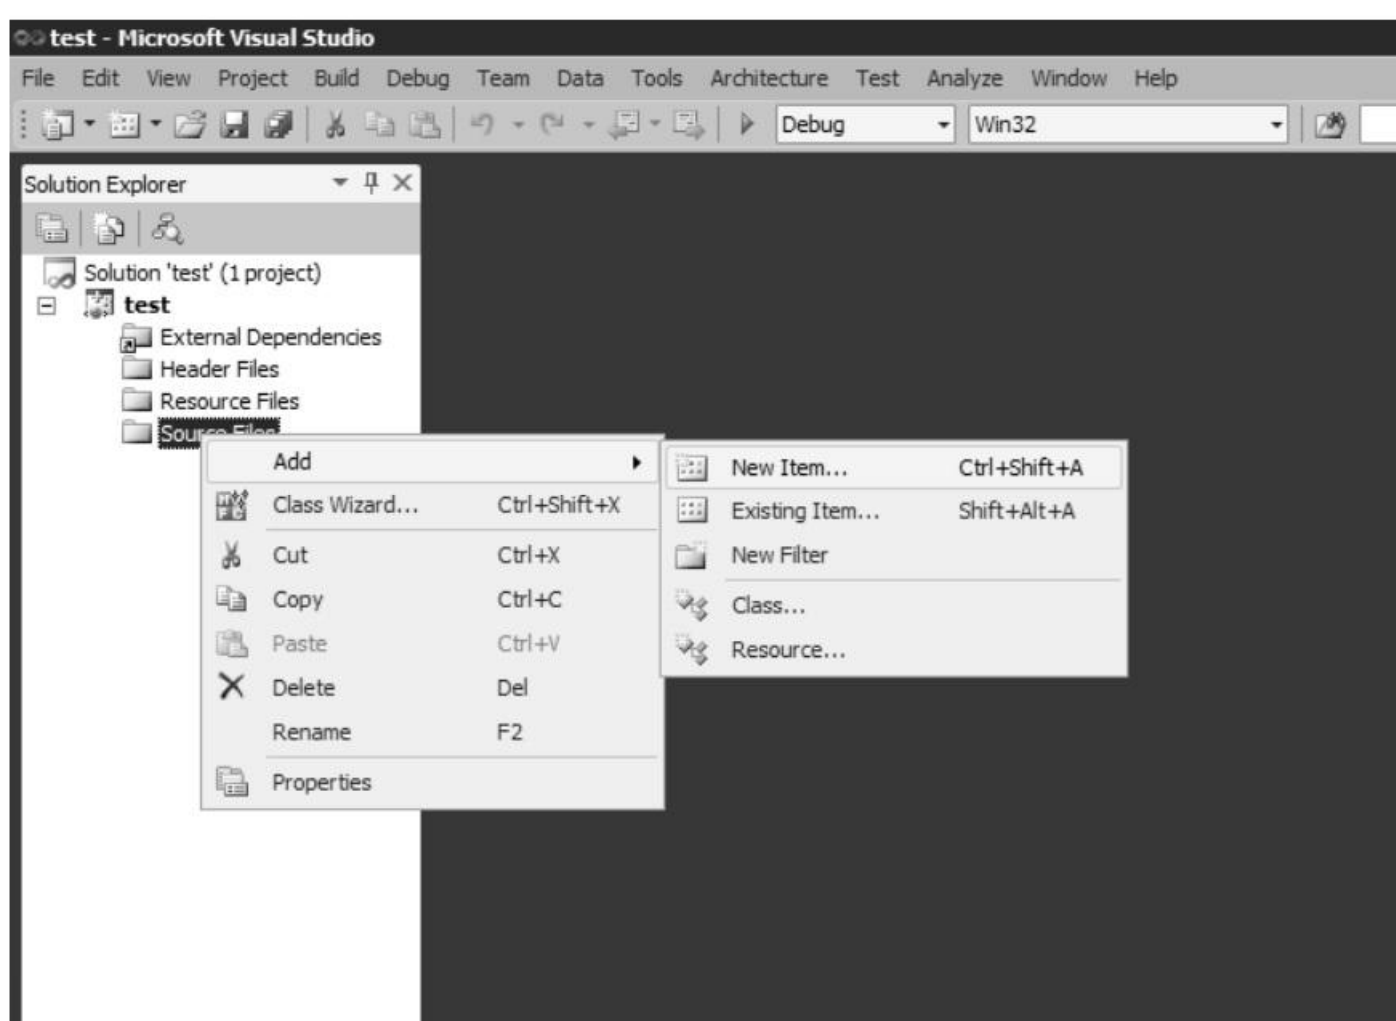 test - Microsoft Visual Studio
File Edit View Project Build Debug Team Data Tools Architecture Test Analyze Window Help
Debug Win32
Solution Explorer
Solution 'test' (1 project)
test
External Dependencies
Header Files
Resource Files
Source Files
Add
Class Wizard... Ctrl+Shift+X
Cut Ctrl+X
Copy Ctrl+C
Paste Ctrl+V
Delete Del
Rename F2
Properties
New Item... Ctrl+Shift+A
Existing Item... Shift+Alt+A
New Filter
Class...
Resource...